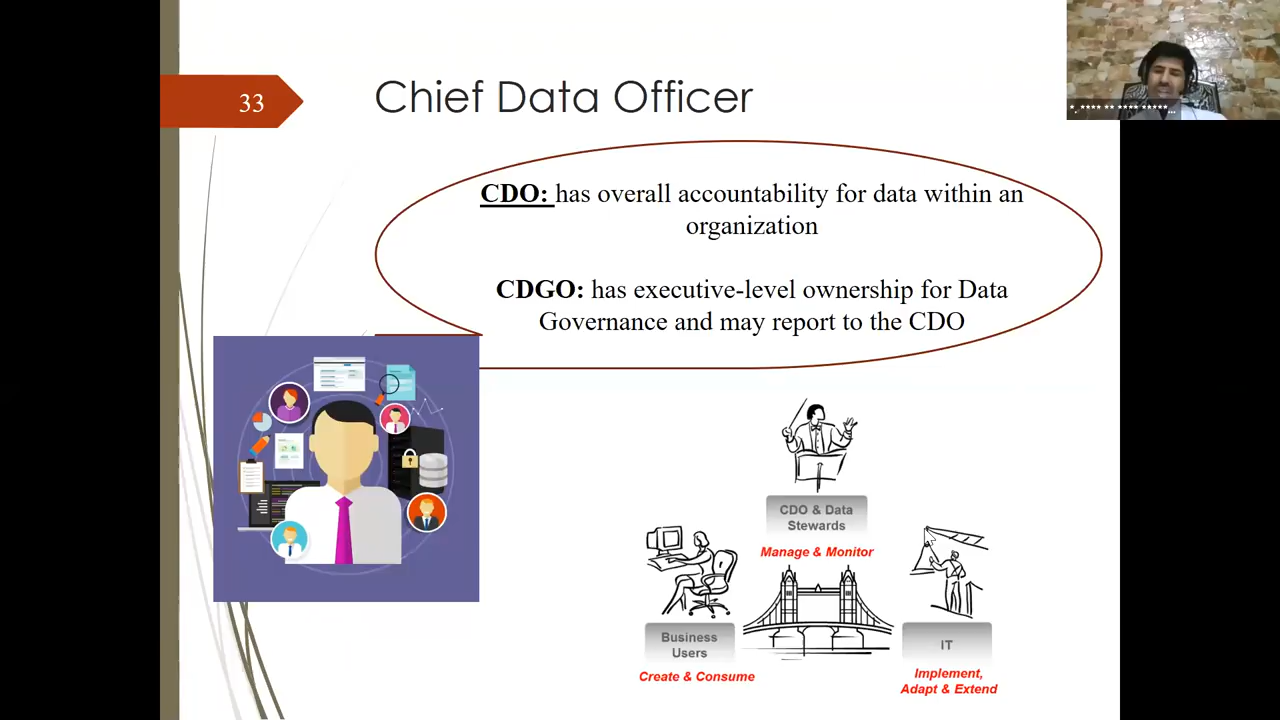 33
Chief Data Officer
*.**** ** **** *****...
CDO: has overall accountability for data within an
organization
CDGO: has executive-level ownership for Data
Governance and may report to the CDO
CDO & Data
Stewards
Manage & Monitor
Business
Users
Create & Consume
IT
Implement,
Adapt & Extend